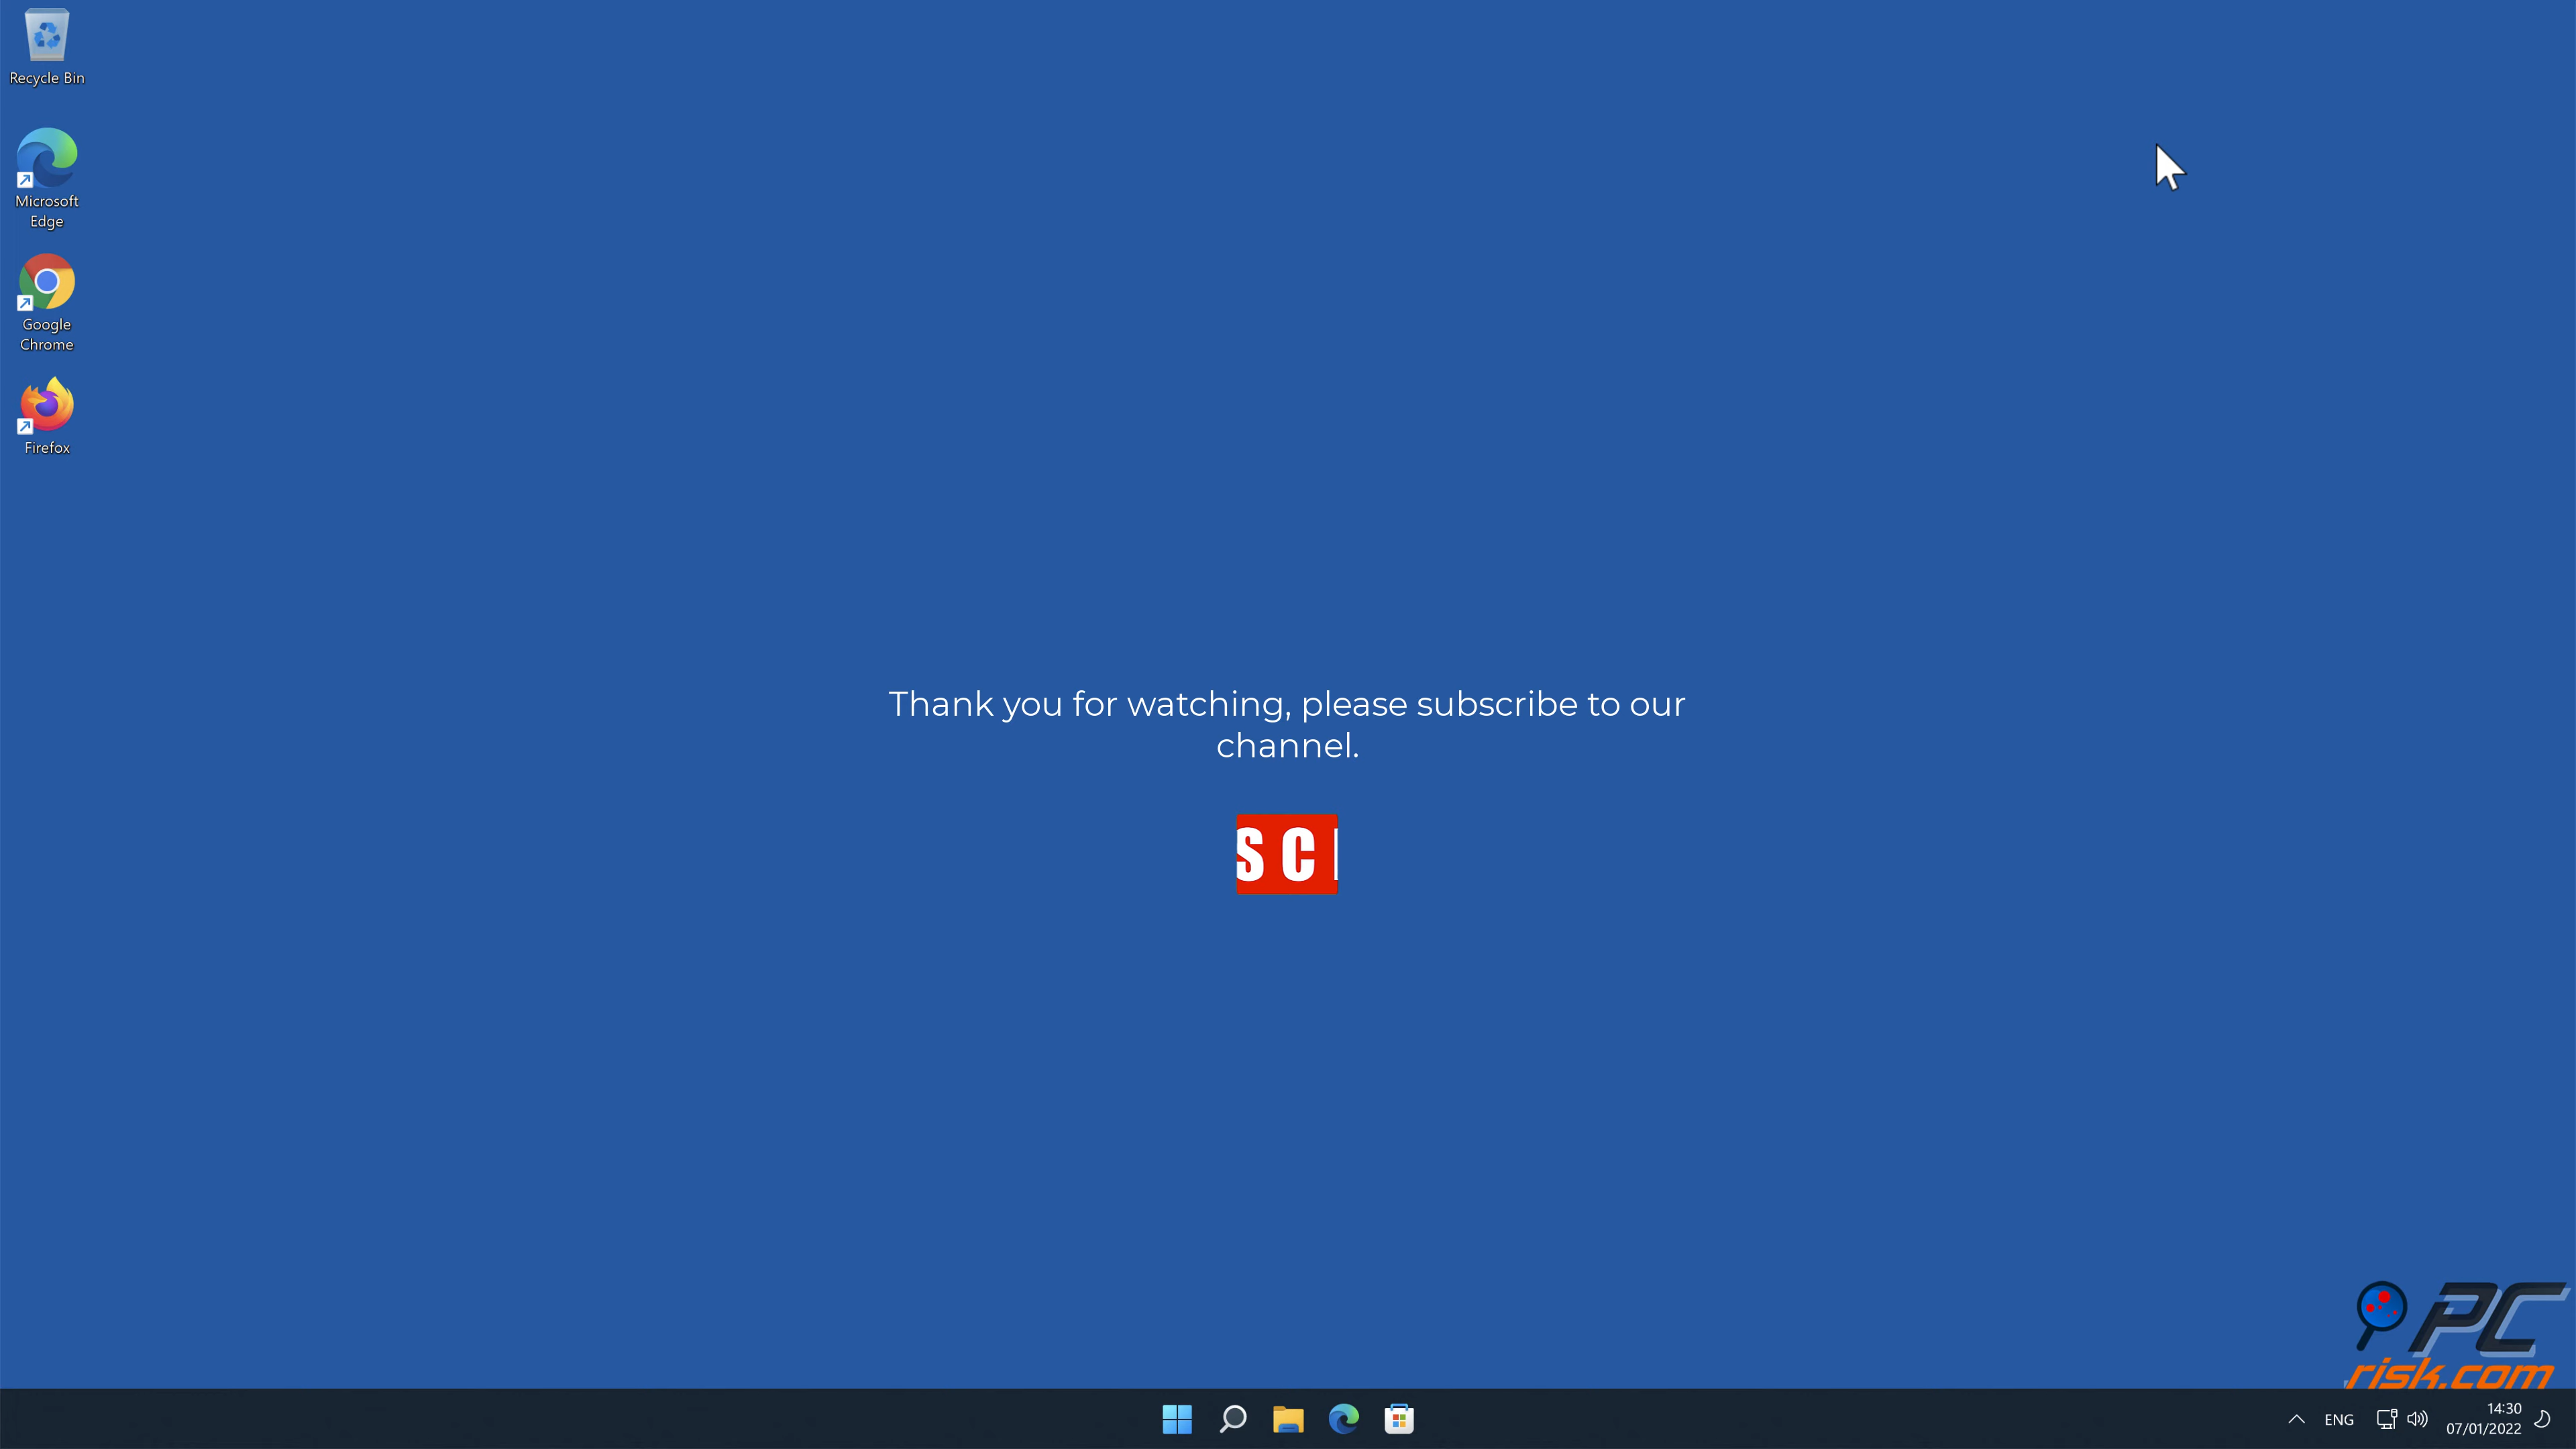 Recycle Bin
Microsoft
Edge
Google
Chrome
Firefox
Thank you for watching, please subscribe to our
channel.
SC
PC
risk.com
ENG
14:30
07/01/2022